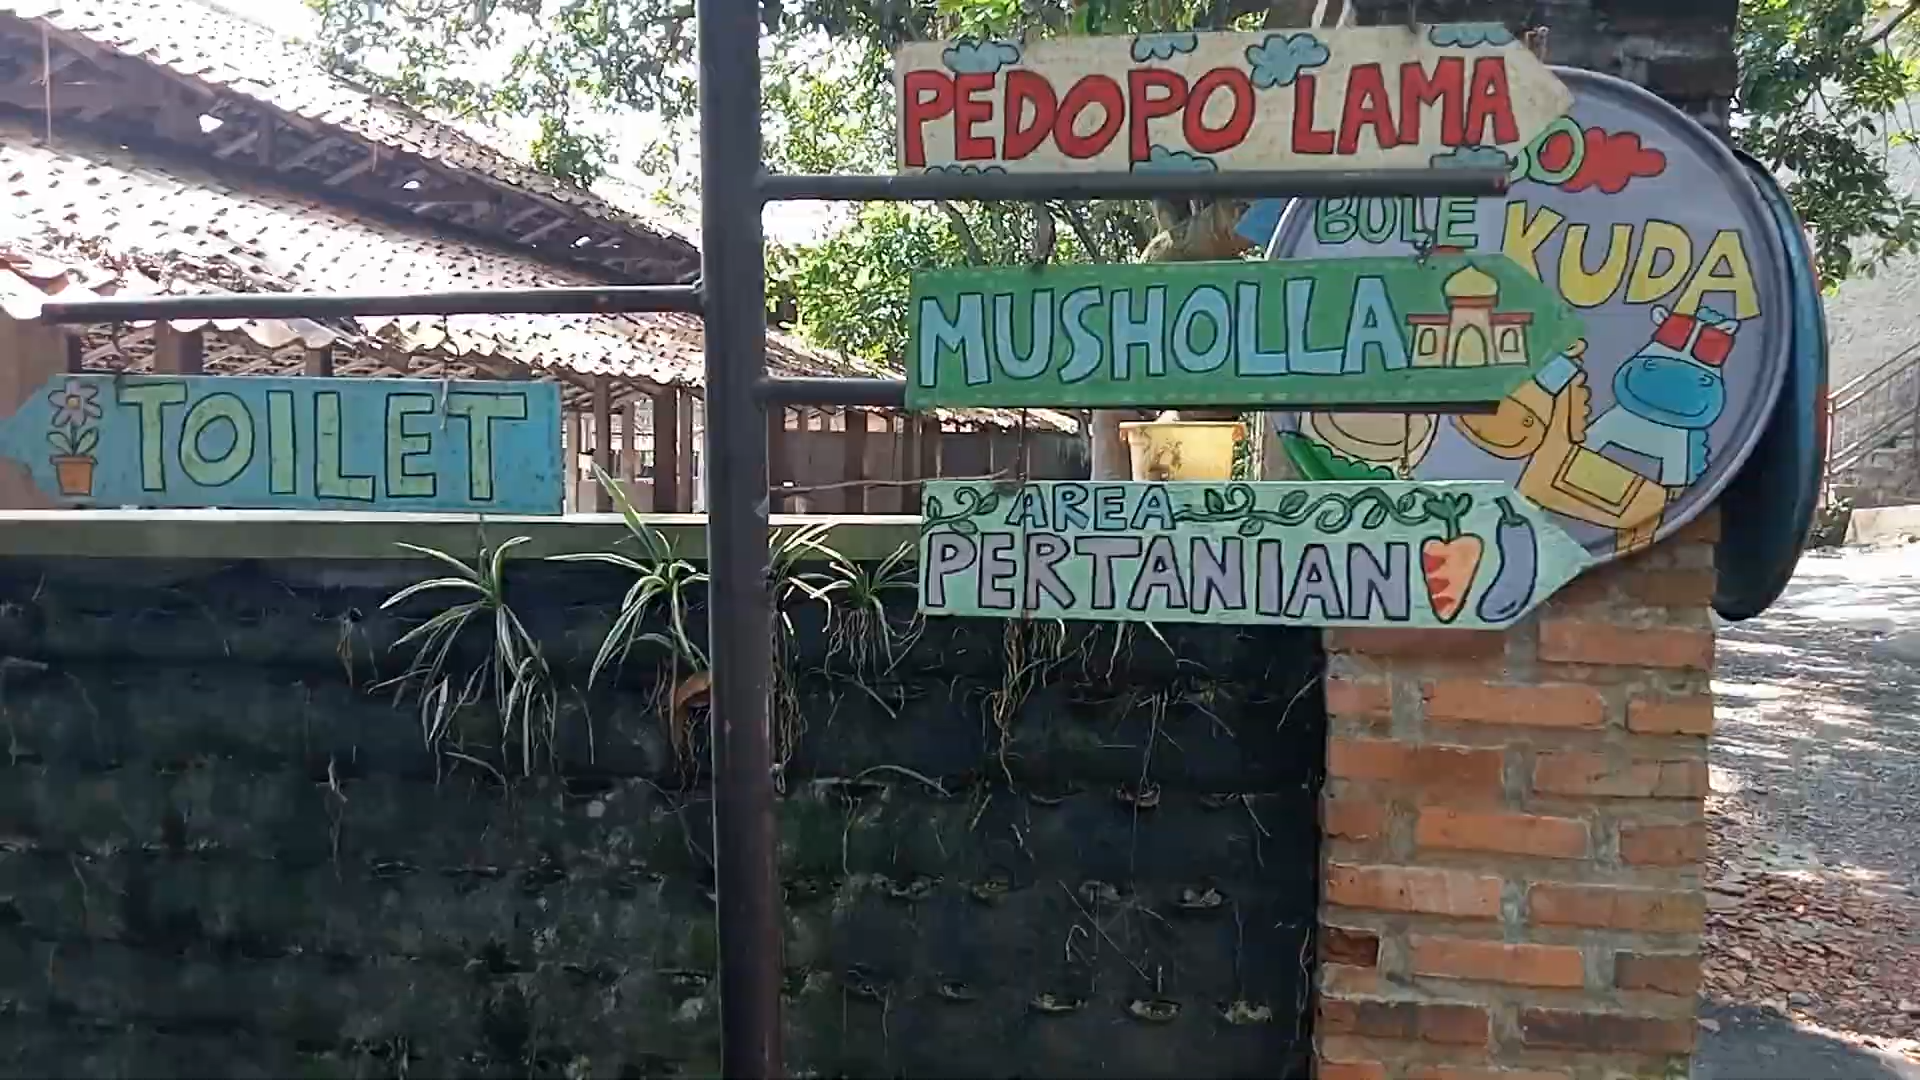 PEDOPO LAMA
BULE
KUDA
MUSHOLLA
TOILET
AREA
PERTANIAN